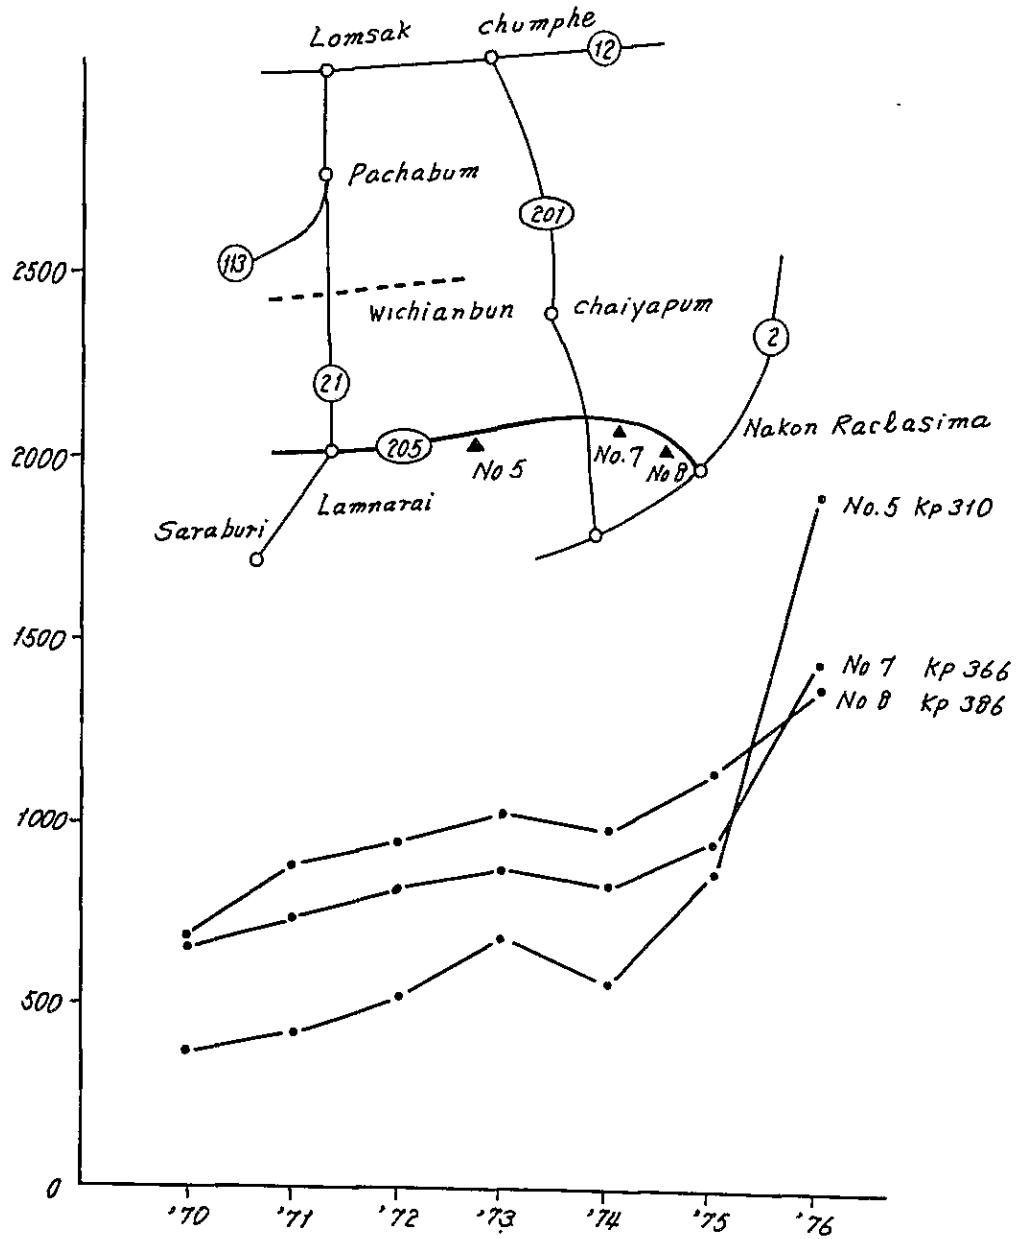 Lomsak
chumphe
12
Pachabum
201
113
2500
Wichianbun
chaiyapum
2
21
Nakon Raclasima
2000
205
No 5
No. 7
No 8
Lamnarai
Saraburi
No. 5 Kp 310
1500
No 7 Kp 366
No 8 Kp 386
1000
500
0
'70 '71 '72 '73 '74 '75 '76